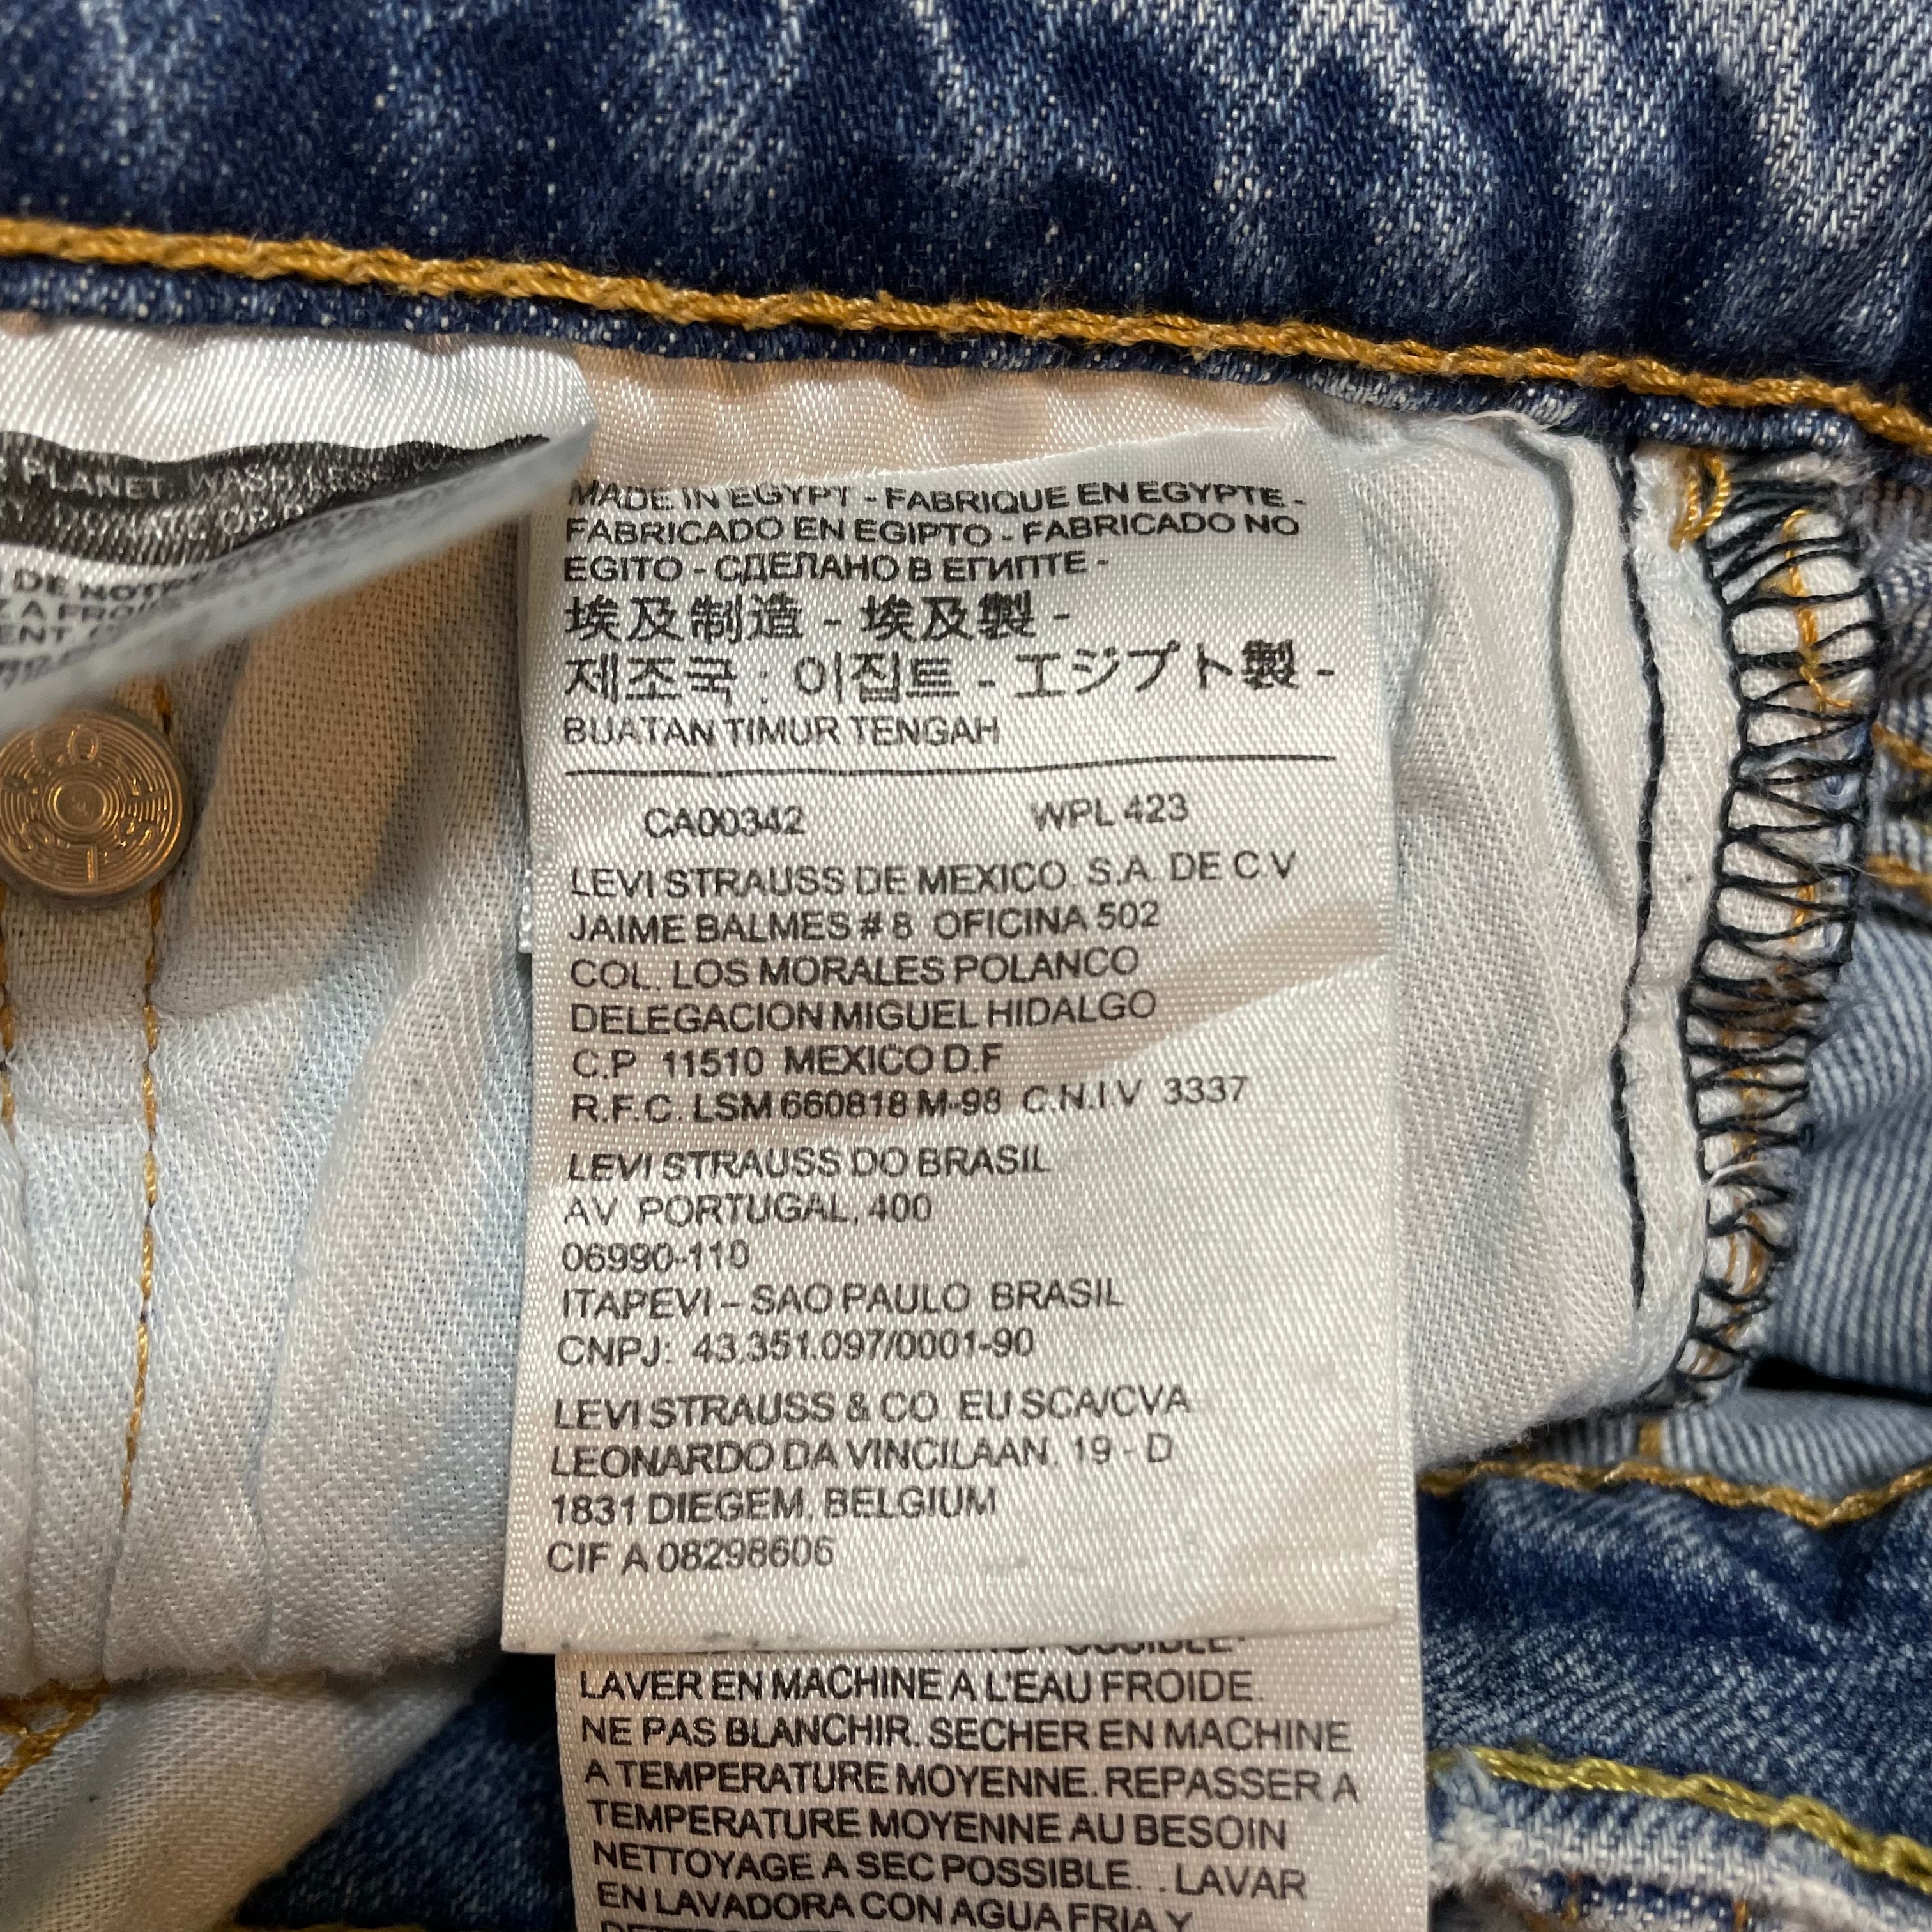 PLANET. WASH LESS
DE NOTR
MADE IN EGYPT - FABRIQUE EN EGYPTE -
FABRICADO EN EGIPTO - FABRICADO NO
EGITO - СДЕЛАНО В ЕГИПТЕ -
埃及制造 - 埃及製 -
제조국 : 이집트 - エジプト製 -
BUATAN TIMUR TENGAH
CA00342 WPL 423
LEVI STRAUSS DE MEXICO. S.A. DE C V
JAIME BALMES # 8 OFICINA 502
COL. LOS MORALES POLANCO
DELEGACION MIGUEL HIDALGO
C.P 11510 MEXICO D.F
R.F.C. LSM 660818 M-98 C.N.I.V 3337
LEVI STRAUSS DO BRASIL
AV PORTUGAL, 400
06990-110
ITAPEVI – SAO PAULO BRASIL
CNPJ: 43.351.097/0001-90
LEVI STRAUSS & CO EU SCA/CVA
LEONARDO DA VINCILAAN. 19 - D
1831 DIEGEM. BELGIUM
CIF A 08298606
LAVER EN MACHINE A L'EAU FROIDE.
NE PAS BLANCHIR. SECHER EN MACHINE
A TEMPERATURE MOYENNE. REPASSER A
TEMPERATURE MOYENNE AU BESOIN
NETTOYAGE A SEC POSSIBLE. . LAVAR
EN LAVADORA CON AGUA FRIA Y